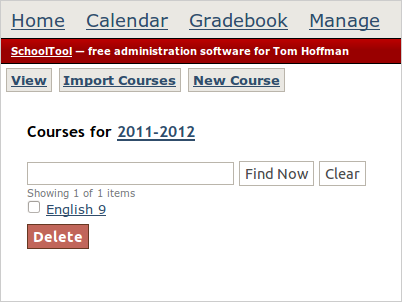 Home Calendar Gradebook Manage
SchoolTool — free administration software for Tom Hoffman
View Import Courses New Course
Courses for 2011-2012
Find Now Clear
Showing 1 of 1 items
English 9
Delete